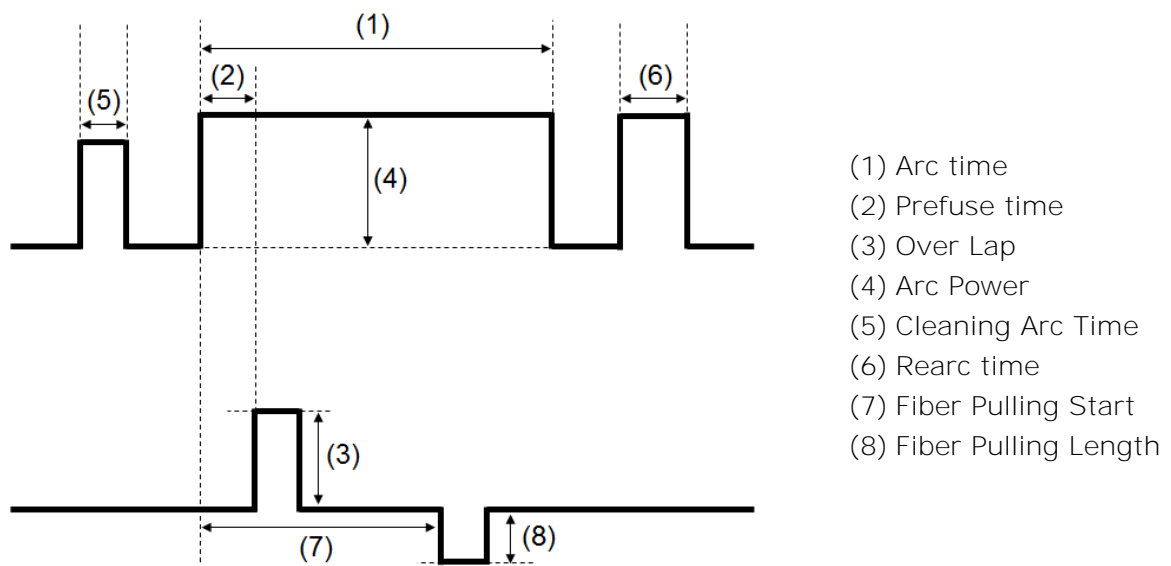 (1)
(2)
(5)
(6)
(4)
(3)
(7)
(8)
(1) Arc time
(2) Prefuse time
(3) Over Lap
(4) Arc Power
(5) Cleaning Arc Time
(6) Rearc time
(7) Fiber Pulling Start
(8) Fiber Pulling Length